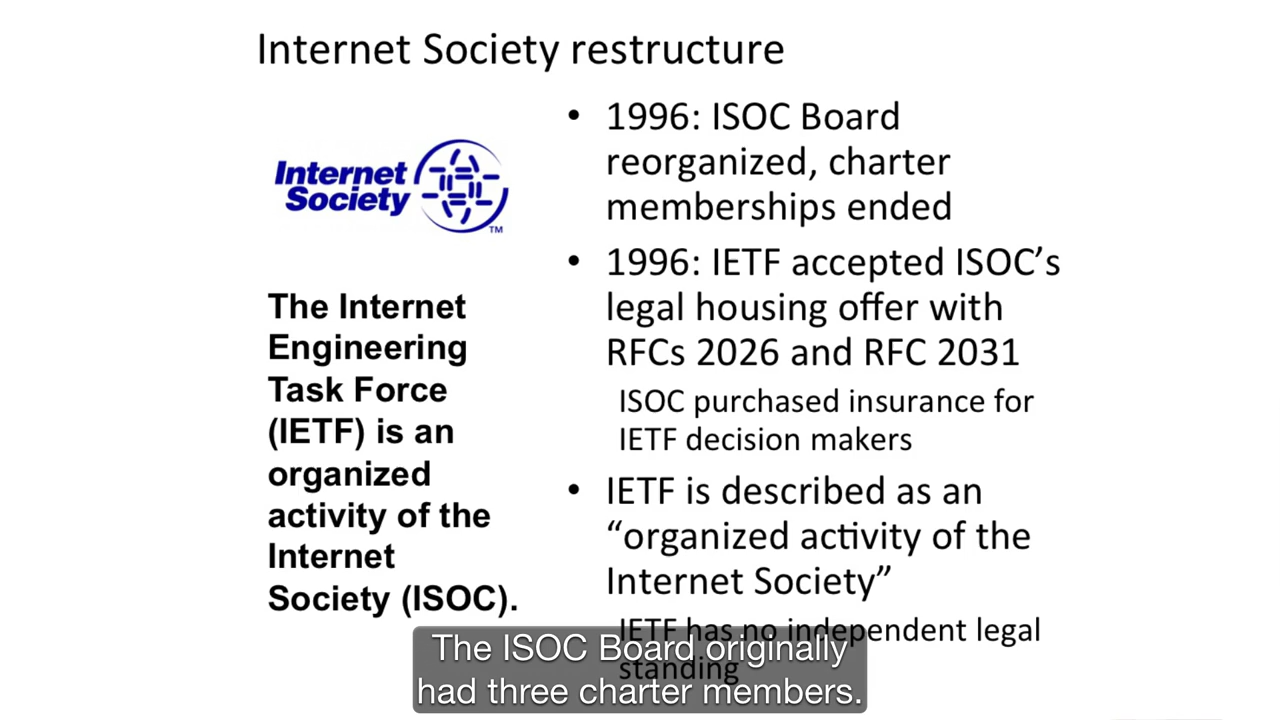 Internet Society restructure
Internet
Society
TM
The Internet
Engineering
Task Force
(IETF) is an
organized
activity of the
Internet
Society (ISOC).
• 1996: ISOC Board
reorganized, charter
memberships ended
• 1996: IETF accepted ISOC’s
legal housing offer with
RFCs 2026 and RFC 2031
ISOC purchased insurance for
IETF decision makers
• IETF is described as an
“organized activity of the
Internet Society”
IETF has no independent legal
standing
The ISOC Board originally
had three charter members.